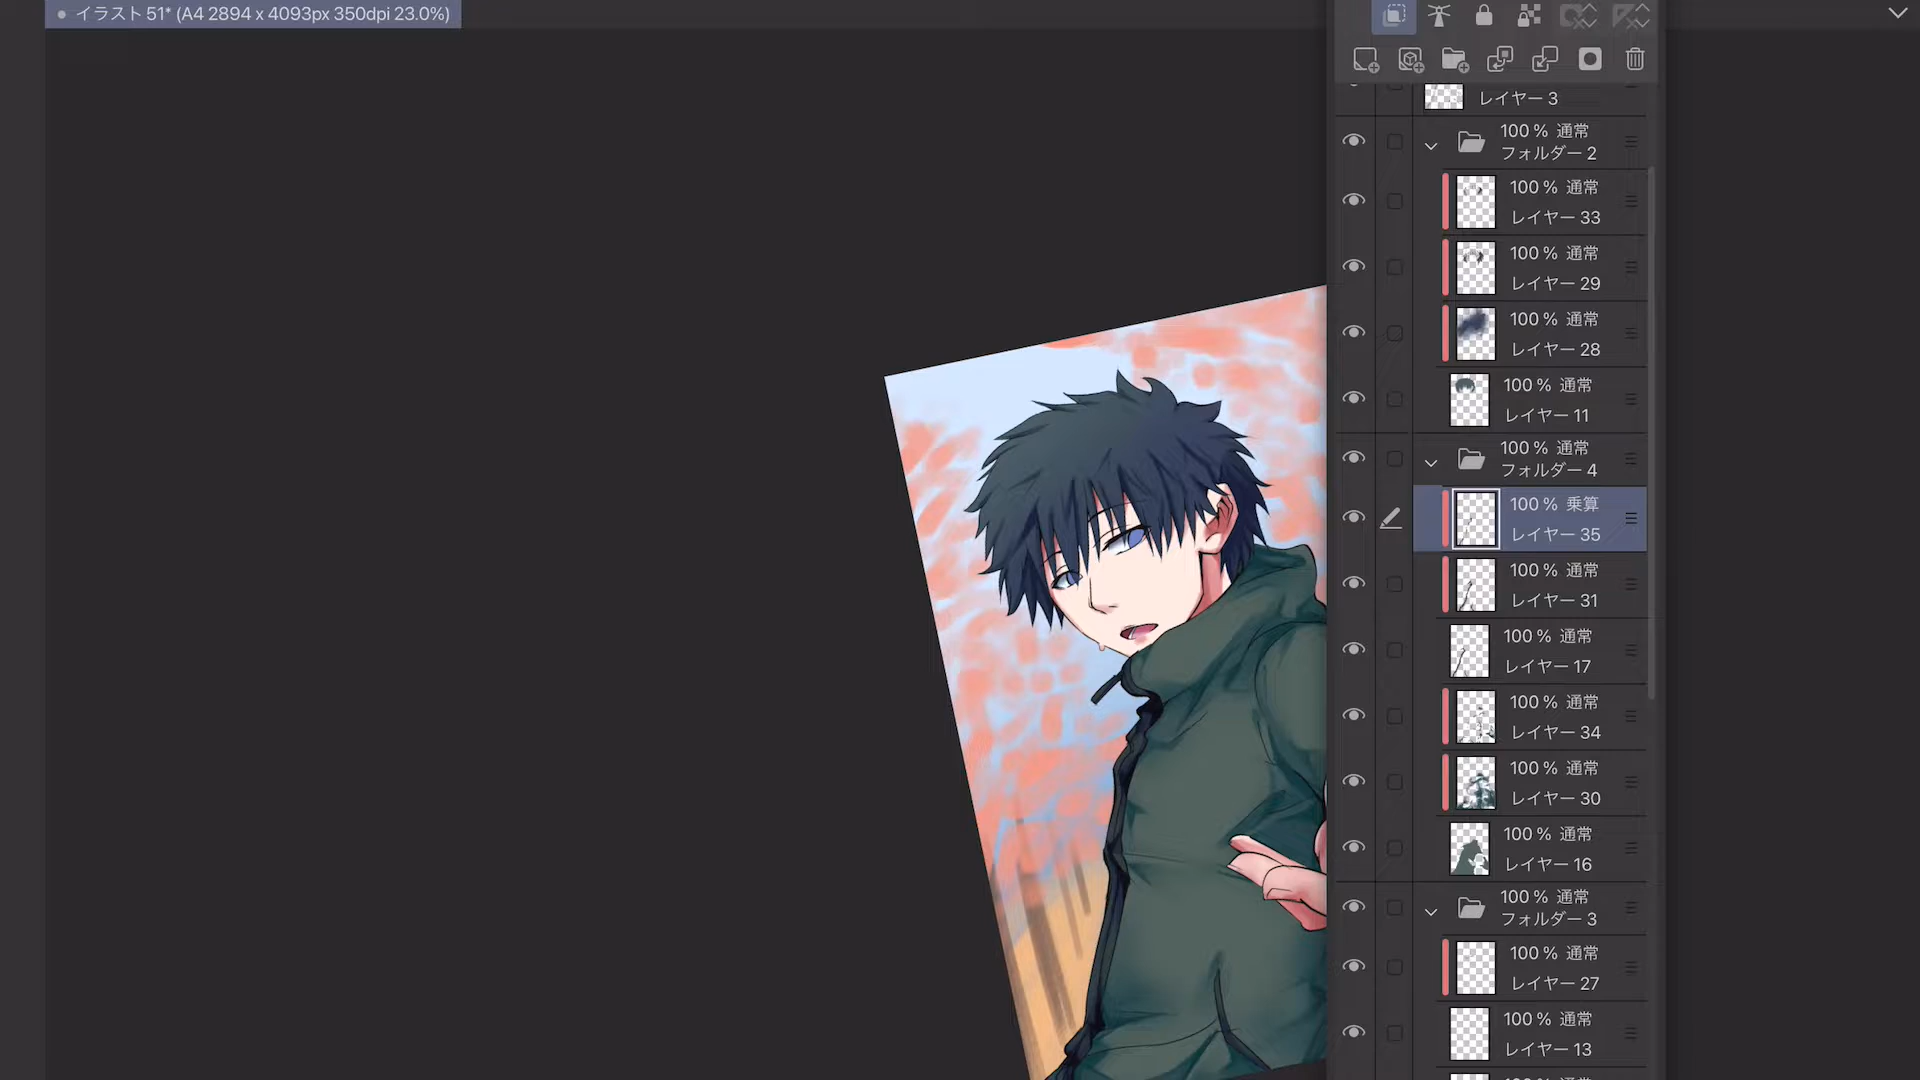 イラスト 51* (A4 2894 x 4093px 350dpi 23.0%)
レイヤー 3
100 % 通常
フォルダー 2
100 % 通常
レイヤー 33
100 % 通常
レイヤー 29
100 % 通常
レイヤー 28
100 % 通常
レイヤー 11
100 % 通常
フォルダー 4
100 % 乗算
レイヤー 35
100 % 通常
レイヤー 31
100 % 通常
レイヤー 17
100 % 通常
レイヤー 34
100 % 通常
レイヤー 30
100 % 通常
レイヤー 16
100 % 通常
フォルダー 3
100 % 通常
レイヤー 27
100 % 通常
レイヤー 13